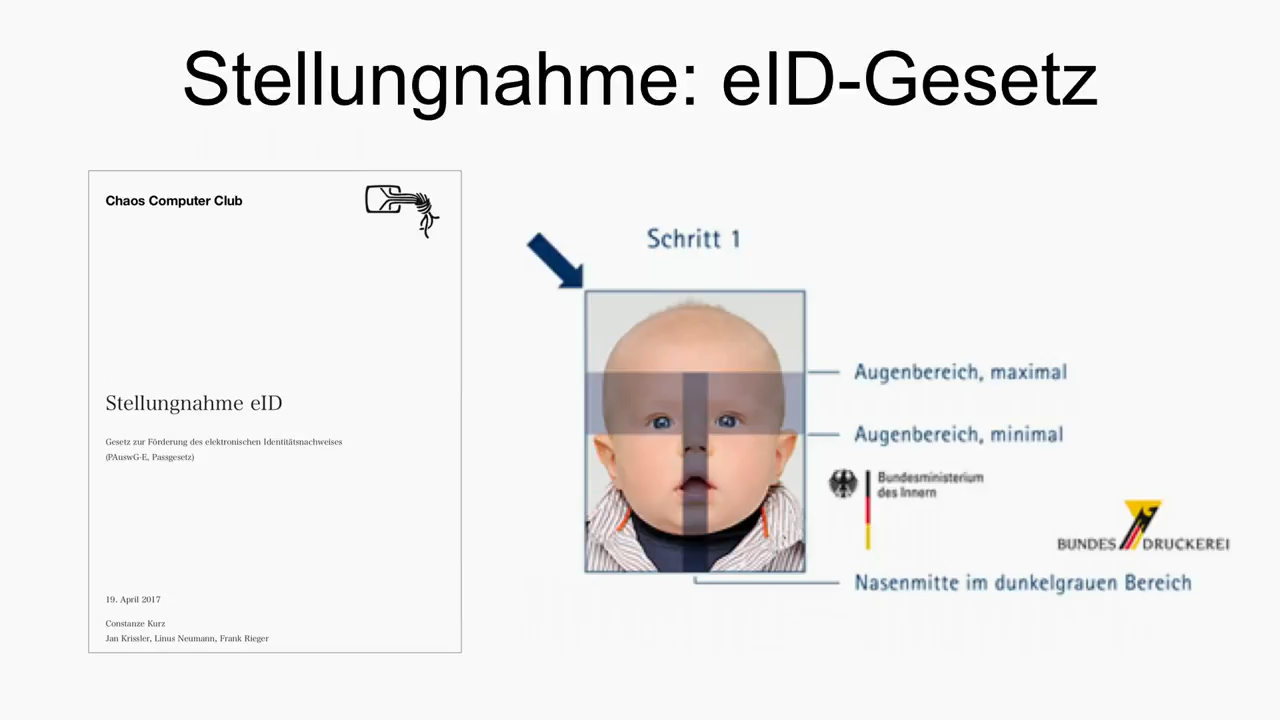 Stellungnahme: eID-Gesetz
Chaos Computer Club
Stellungnahme eID
Gesetz zur Förderung des elektronischen Identitätsnachweises
(PAuswG-E, Passgesetz)
19. April 2017
Constanze Kurz
Jan Krissler, Linus Neumann, Frank Rieger
Schritt 1
Augenbereich, maximal
Augenbereich, minimal
Bundesministerium
des Innern
BUNDESDRUCKEREI
Nasenmitte im dunkelgrauen Bereich